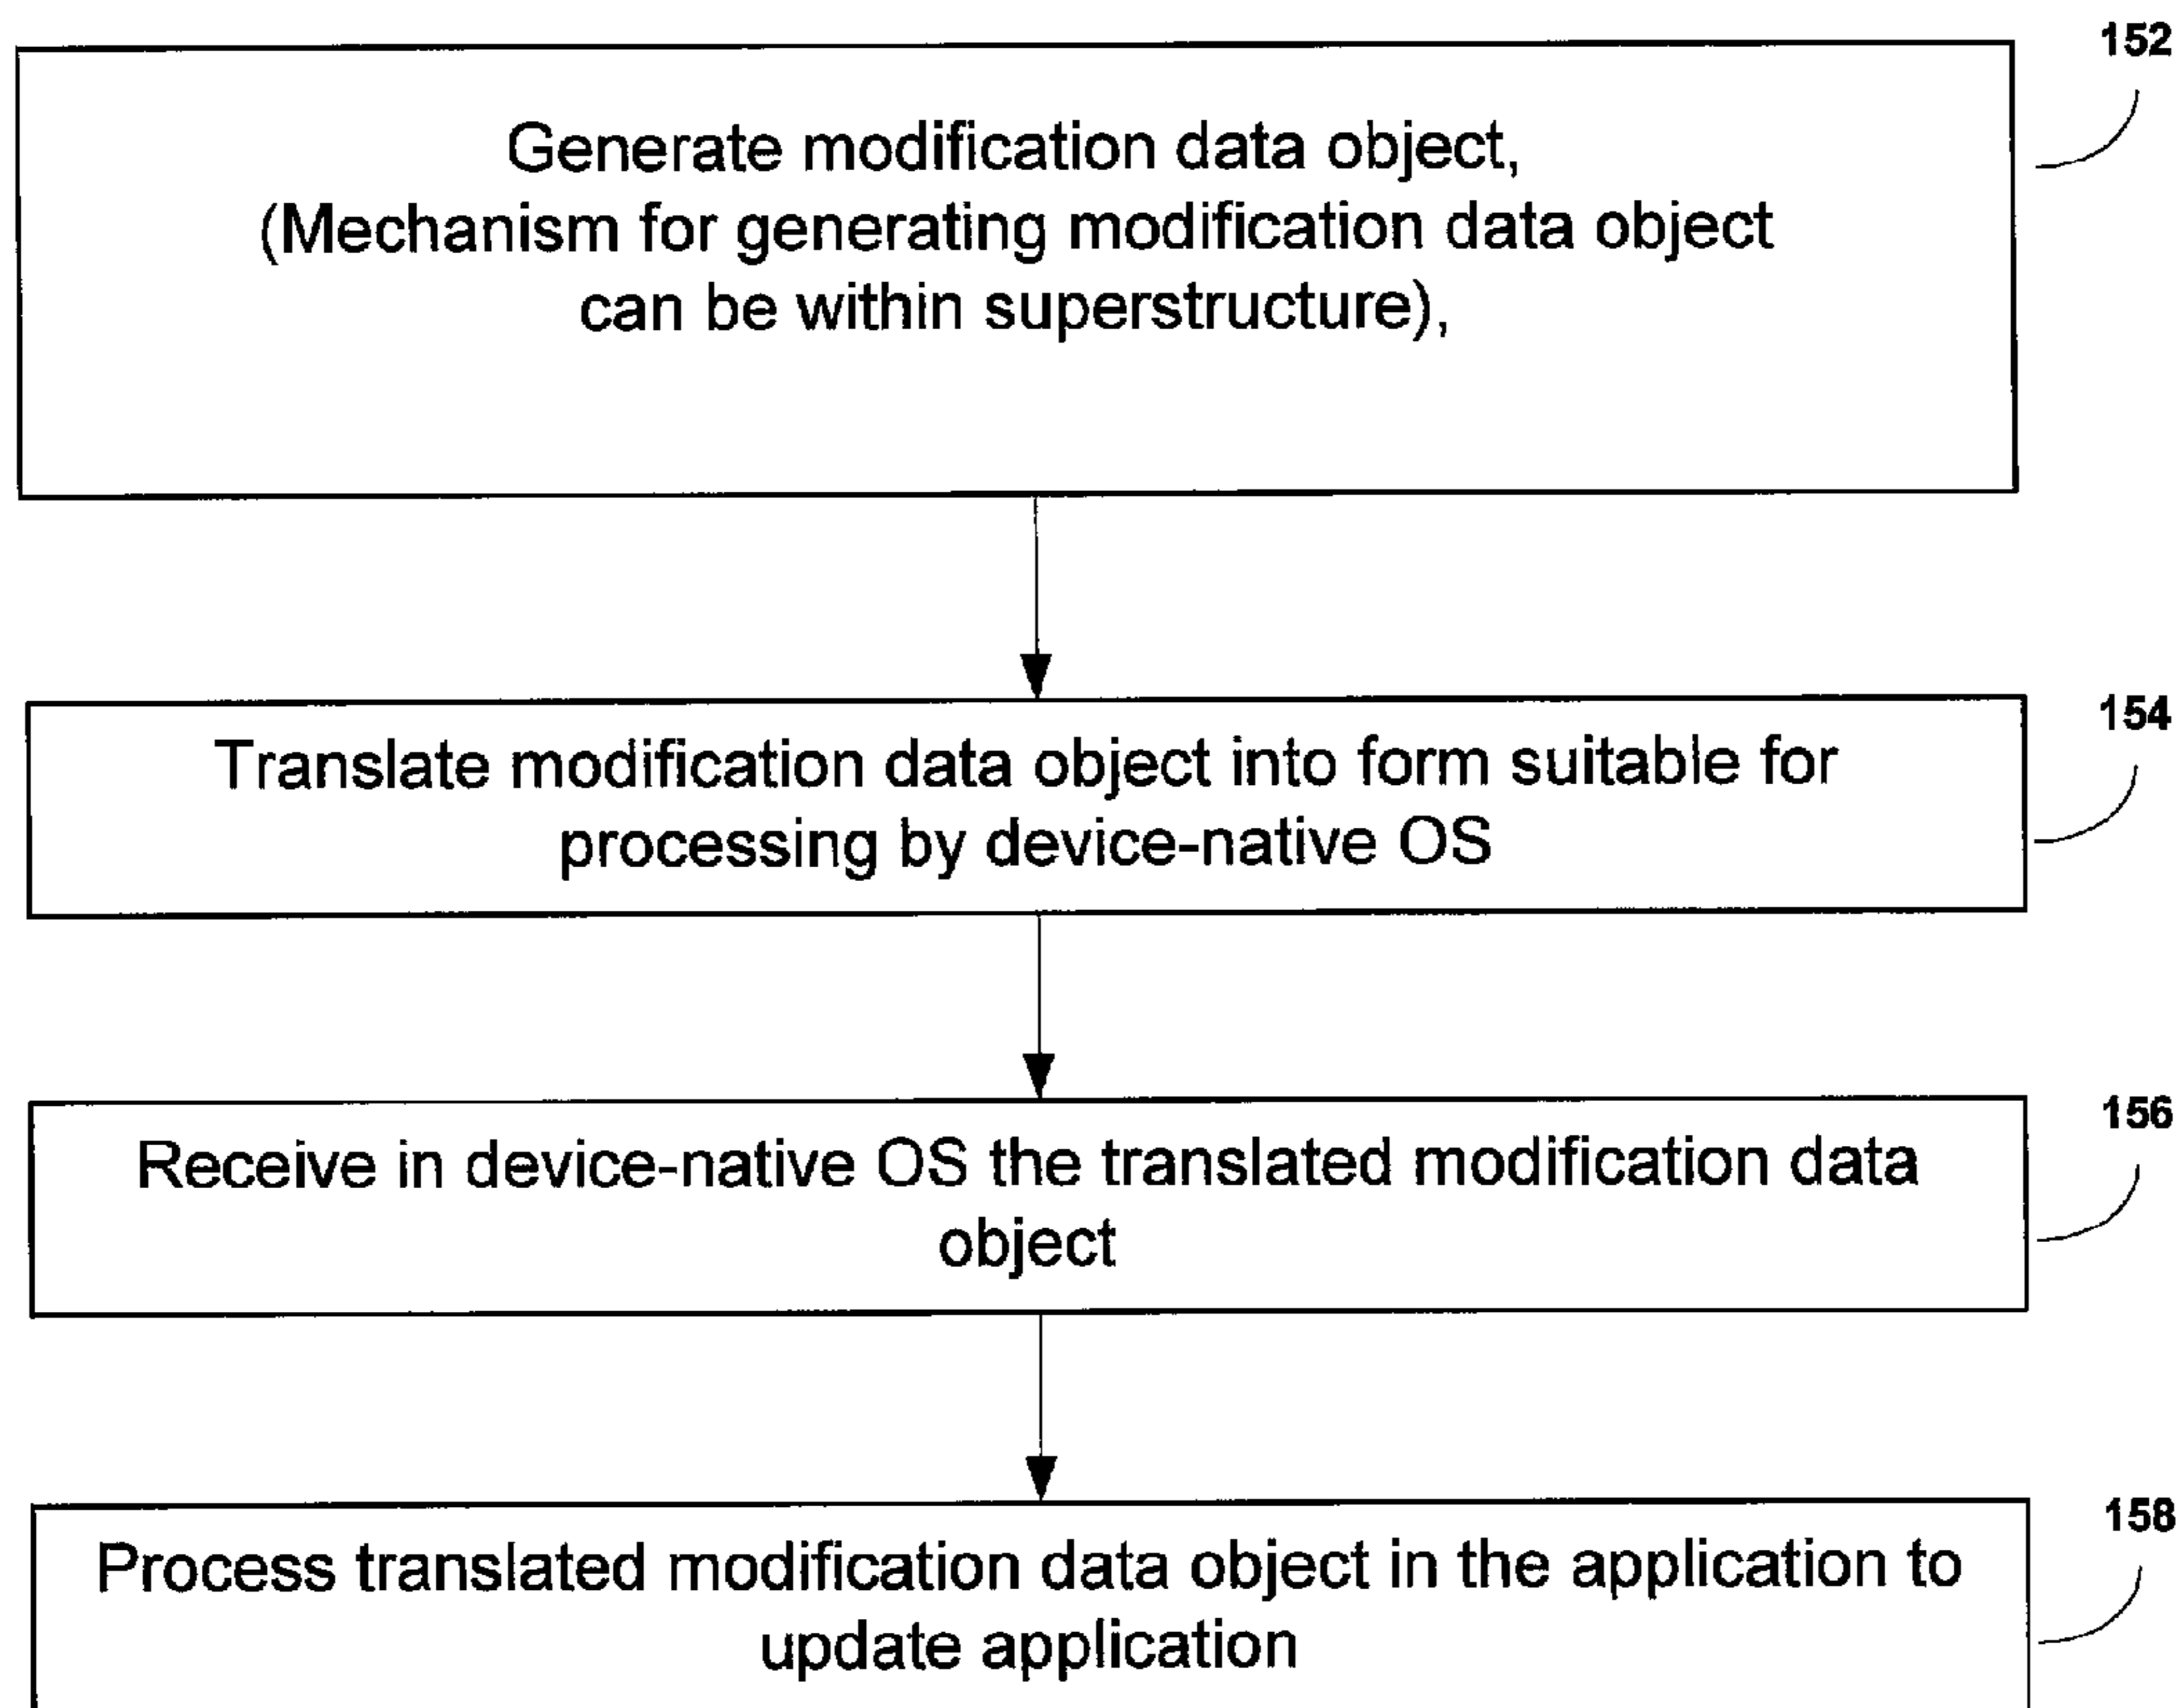 152
Generate modification data object,
(Mechanism for generating modification data object
can be within superstructure),
154
Translate modification data object into form suitable for
processing by device-native OS
156
Receive in device-native OS the translated modification data
object
158
Process translated modification data object in the application to
update application